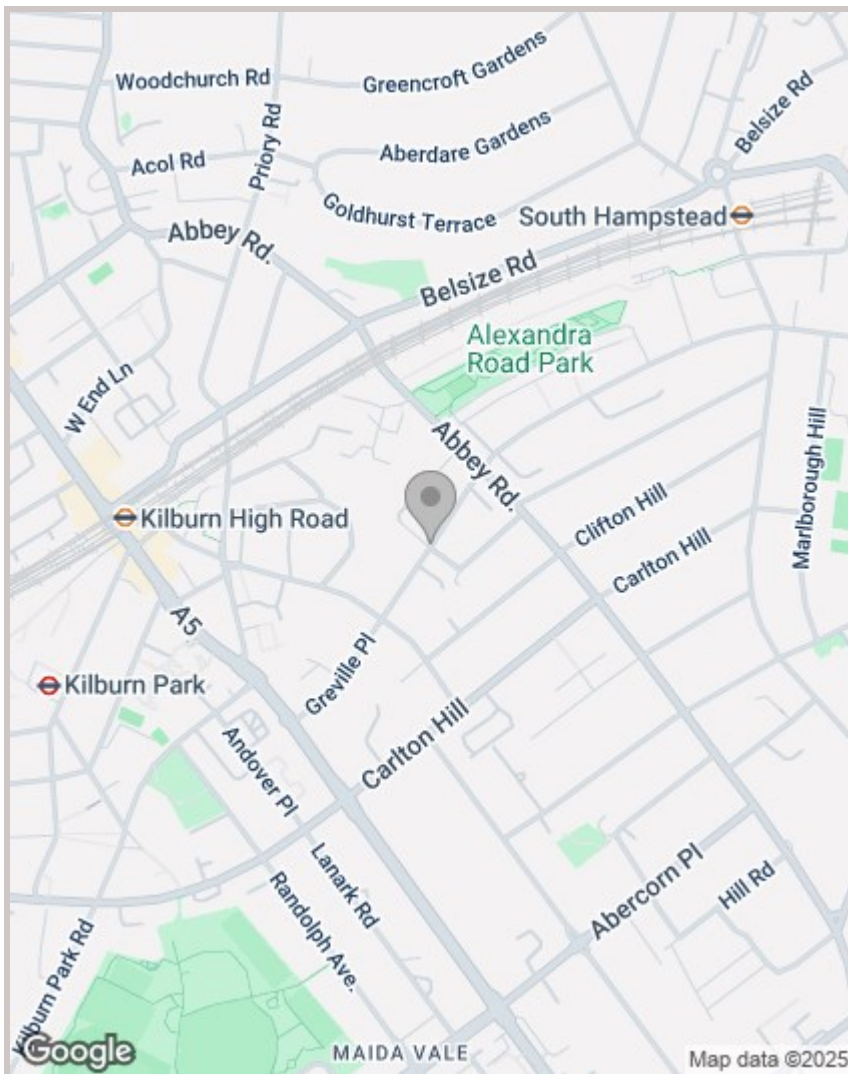 Woodchurch Rd
Greencroft Gardens
Priory Rd
Belsize Rd
Acol Rd
Aberdare Gardens
Goldhurst Terrace
South Hampstead
Abbey Rd.
Belsize Rd
Alexandra
Road Park
W End Ln
Abbey Rd.
Marlborough Hill
Clifton Hill
Kilburn High Road
Carlton Hill
A5
Kilburn Park
Greville Pl
Carlton Hill
Andover Pl
Lanark Rd
Abercorn Pl
Hill Rd
Randolph Ave.
Kilburn Park Rd
Google
MAIDA VALE
Map data ©2025